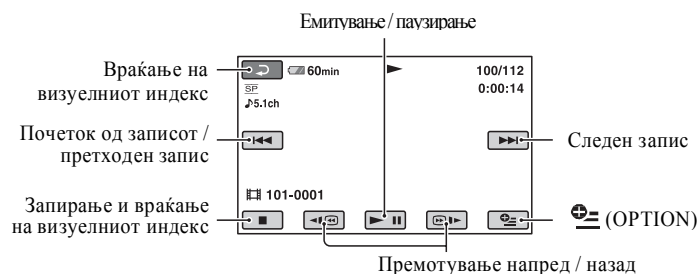 Емитување / паузирање
Враќање на
визуелниот индекс
60min
100/112
SP
0:00:14
♪5.1ch
Почеток од записот /
претходен запис
Следен запис
101-0001
Запирање и враќање
на визуелниот индекс
(OPTION)
Премотување напред / назад